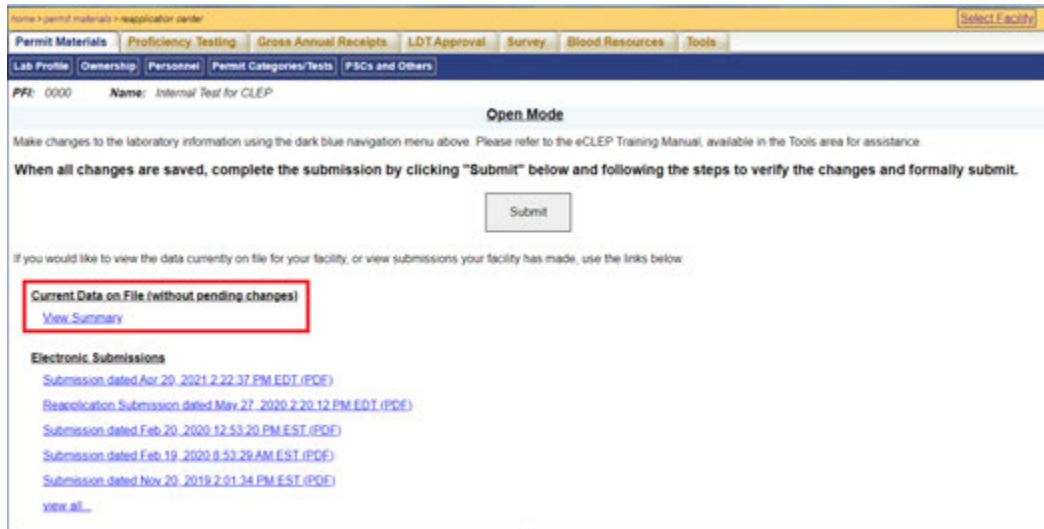 home > permit materials > reapplication center
Select Facility
Permit Materials Proficiency Testing Gross Annual Receipts LDT Approval Survey Blood Resources Tools
Lab Profile Ownership Personnel Permit Categories/Tests PSCs and Others
PFI: 0000 Name: Internal Test for CLEP
Open Mode
Make changes to the laboratory information using the dark blue navigation menu above. Please refer to the eCLEP Training Manual, available in the Tools area for assistance.
When all changes are saved, complete the submission by clicking "Submit" below and following the steps to verify the changes and formally submit.
Submit
If you would like to view the data currently on file for your facility, or view submissions your facility has made, use the links below
Current Data on File (without pending changes)
View Summary
Electronic Submissions
Submission dated Apr 20, 2021 2:22:37 PM EDT (PDF)
Reapplication Submission dated May 27, 2020 2:20:12 PM EDT (PDF)
Submission dated Feb 20, 2020 12:53:20 PM EST (PDF)
Submission dated Feb 19, 2020 8:53:29 AM EST (PDF)
Submission dated Nov 20, 2019 2:01:34 PM EST (PDF)
view all...